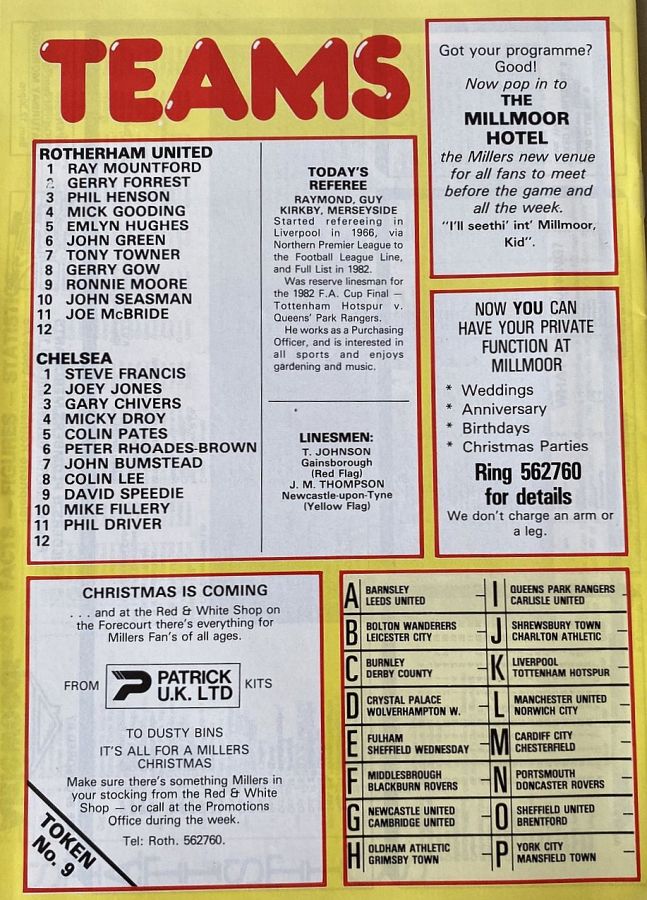 TEAMS
ROTHERHAM UNITED
1 RAY MOUNTFORD
2 GERRY FORREST
3 PHIL HENSON
4 MICK GOODING
5 EMLYN HUGHES
6 JOHN GREEN
7 TONY TOWNER
8 GERRY GOW
9 RONNIE MOORE
10 JOHN SEASMAN
11 JOE McBRIDE
12
CHELSEA
1 STEVE FRANCIS
2 JOEY JONES
3 GARY CHIVERS
4 MICKY DROY
5 COLIN PATES
6 PETER RHOADES-BROWN
7 JOHN BUMSTEAD
8 COLIN LEE
9 DAVID SPEEDIE
10 MIKE FILLERY
11 PHIL DRIVER
12
TODAY'S
REFEREE
RAYMOND, GUY
KIRKBY, MERSEYSIDE
Started refereeing in
Liverpool in 1966, via
Northern Premier League to
the Football League Line,
and Full List in 1982.
Was reserve linesman for
the 1982 F.A. Cup Final —
Tottenham Hotspur v.
Queens' Park Rangers.
He works as a Purchasing
Officer, and is interested in
all sports and enjoys
gardening and music.
LINESMEN:
T. JOHNSON
Gainsborough
(Red Flag)
J. M. THOMPSON
Newcastle-upon-Tyne
(Yellow Flag)
Got your programme?
Good!
Now pop in to
THE
MILLMOOR
HOTEL
the Millers new venue
for all fans to meet
before the game and
all the week.
"I'll seethi' int' Millmoor,
Kid".
NOW YOU CAN
HAVE YOUR PRIVATE
FUNCTION AT
MILLMOOR
* Weddings
* Anniversary
* Birthdays
* Christmas Parties
Ring 562760
for details
We don't charge an arm or
a leg.
CHRISTMAS IS COMING
. . . and at the Red & White Shop on
the Forecourt there's everything for
Millers Fan's of all ages.
FROM PATRICK U.K. LTD KITS
TO DUSTY BINS
IT'S ALL FOR A MILLERS
CHRISTMAS
Make sure there's something Millers in
your stocking from the Red & White
Shop — or call at the Promotions
Office during the week.
Tel: Roth. 562760.
TOKEN
No. 9
A BARNSLEY
LEEDS UNITED
B BOLTON WANDERERS
LEICESTER CITY
C BURNLEY
DERBY COUNTY
D CRYSTAL PALACE
WOLVERHAMPTON W.
E FULHAM
SHEFFIELD WEDNESDAY
F MIDDLESBROUGH
BLACKBURN ROVERS
G NEWCASTLE UNITED
CAMBRIDGE UNITED
H OLDHAM ATHLETIC
GRIMSBY TOWN
I QUEENS PARK RANGERS
CARLISLE UNITED
J SHREWSBURY TOWN
CHARLTON ATHLETIC
K LIVERPOOL
TOTTENHAM HOTSPUR
L MANCHESTER UNITED
NORWICH CITY
M CARDIFF CITY
CHESTERFIELD
N PORTSMOUTH
DONCASTER ROVERS
O SHEFFIELD UNITED
BRENTFORD
P YORK CITY
MANSFIELD TOWN